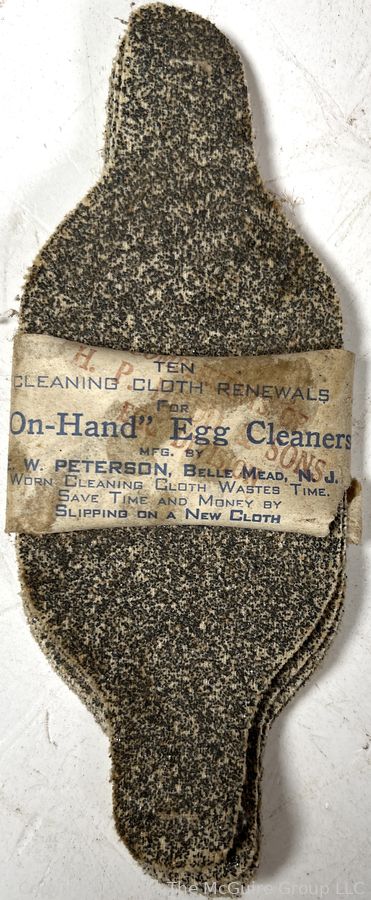 TEN
CLEANING CLOTH RENEWALS
FOR
On-Hand" Egg Cleaners
MFG. BY
W. PETERSON, BELLE MEAD, N. J.
WORN CLEANING CLOTH WASTES TIME.
SAVE TIME AND MONEY BY
SLIPPING ON A NEW CLOTH
H. P.
SONS
The McGuire Group LLC